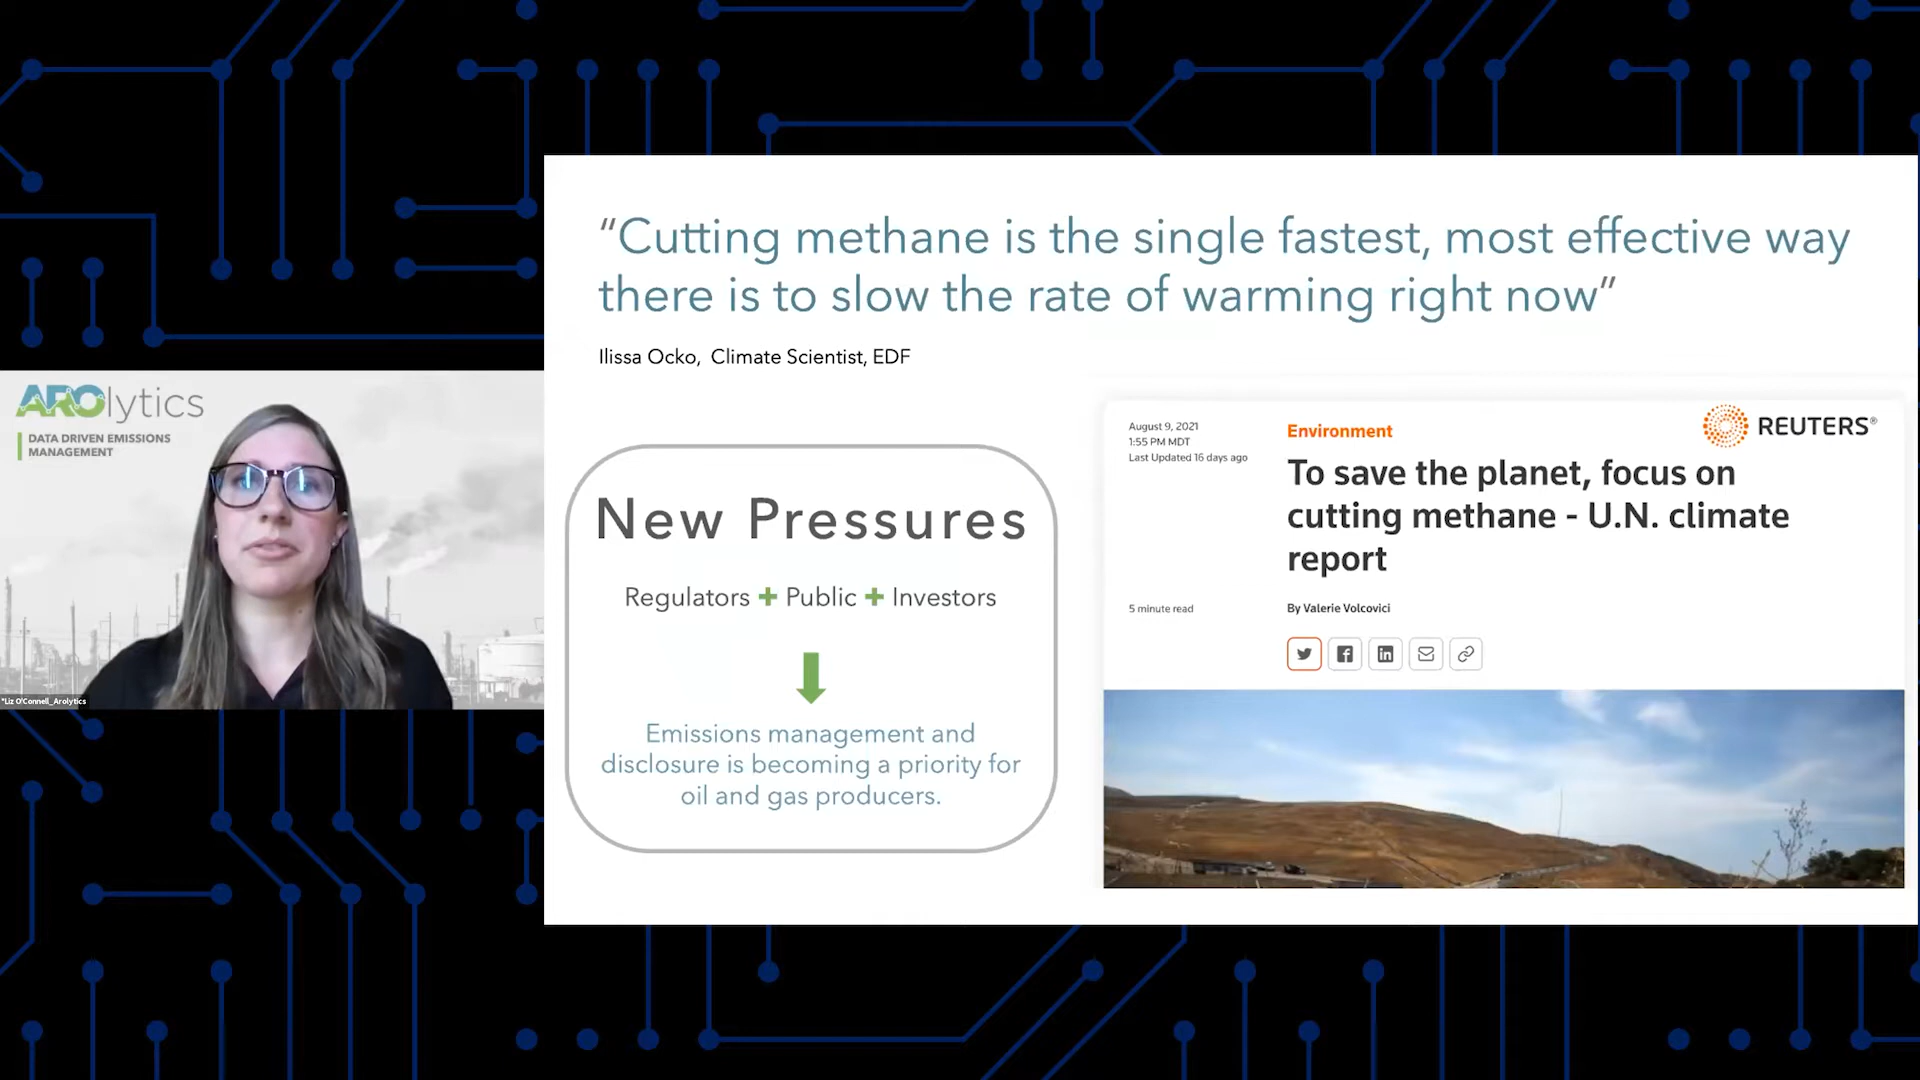 "Cutting methane is the single fastest, most effective way
there is to slow the rate of warming right now"
Ilissa Ocko, Climate Scientist, EDF
AROlytics
DATA DRIVEN EMISSIONS
MANAGEMENT
"Liz O'Connell_Arolytics
New Pressures
Regulators + Public + Investors
Emissions management and
disclosure is becoming a priority for
oil and gas producers.
August 9, 2021
1:55 PM MDT
Last Updated 16 days ago
Environment
REUTERS®
To save the planet, focus on
cutting methane - U.N. climate
report
5 minute read
By Valerie Volcovici